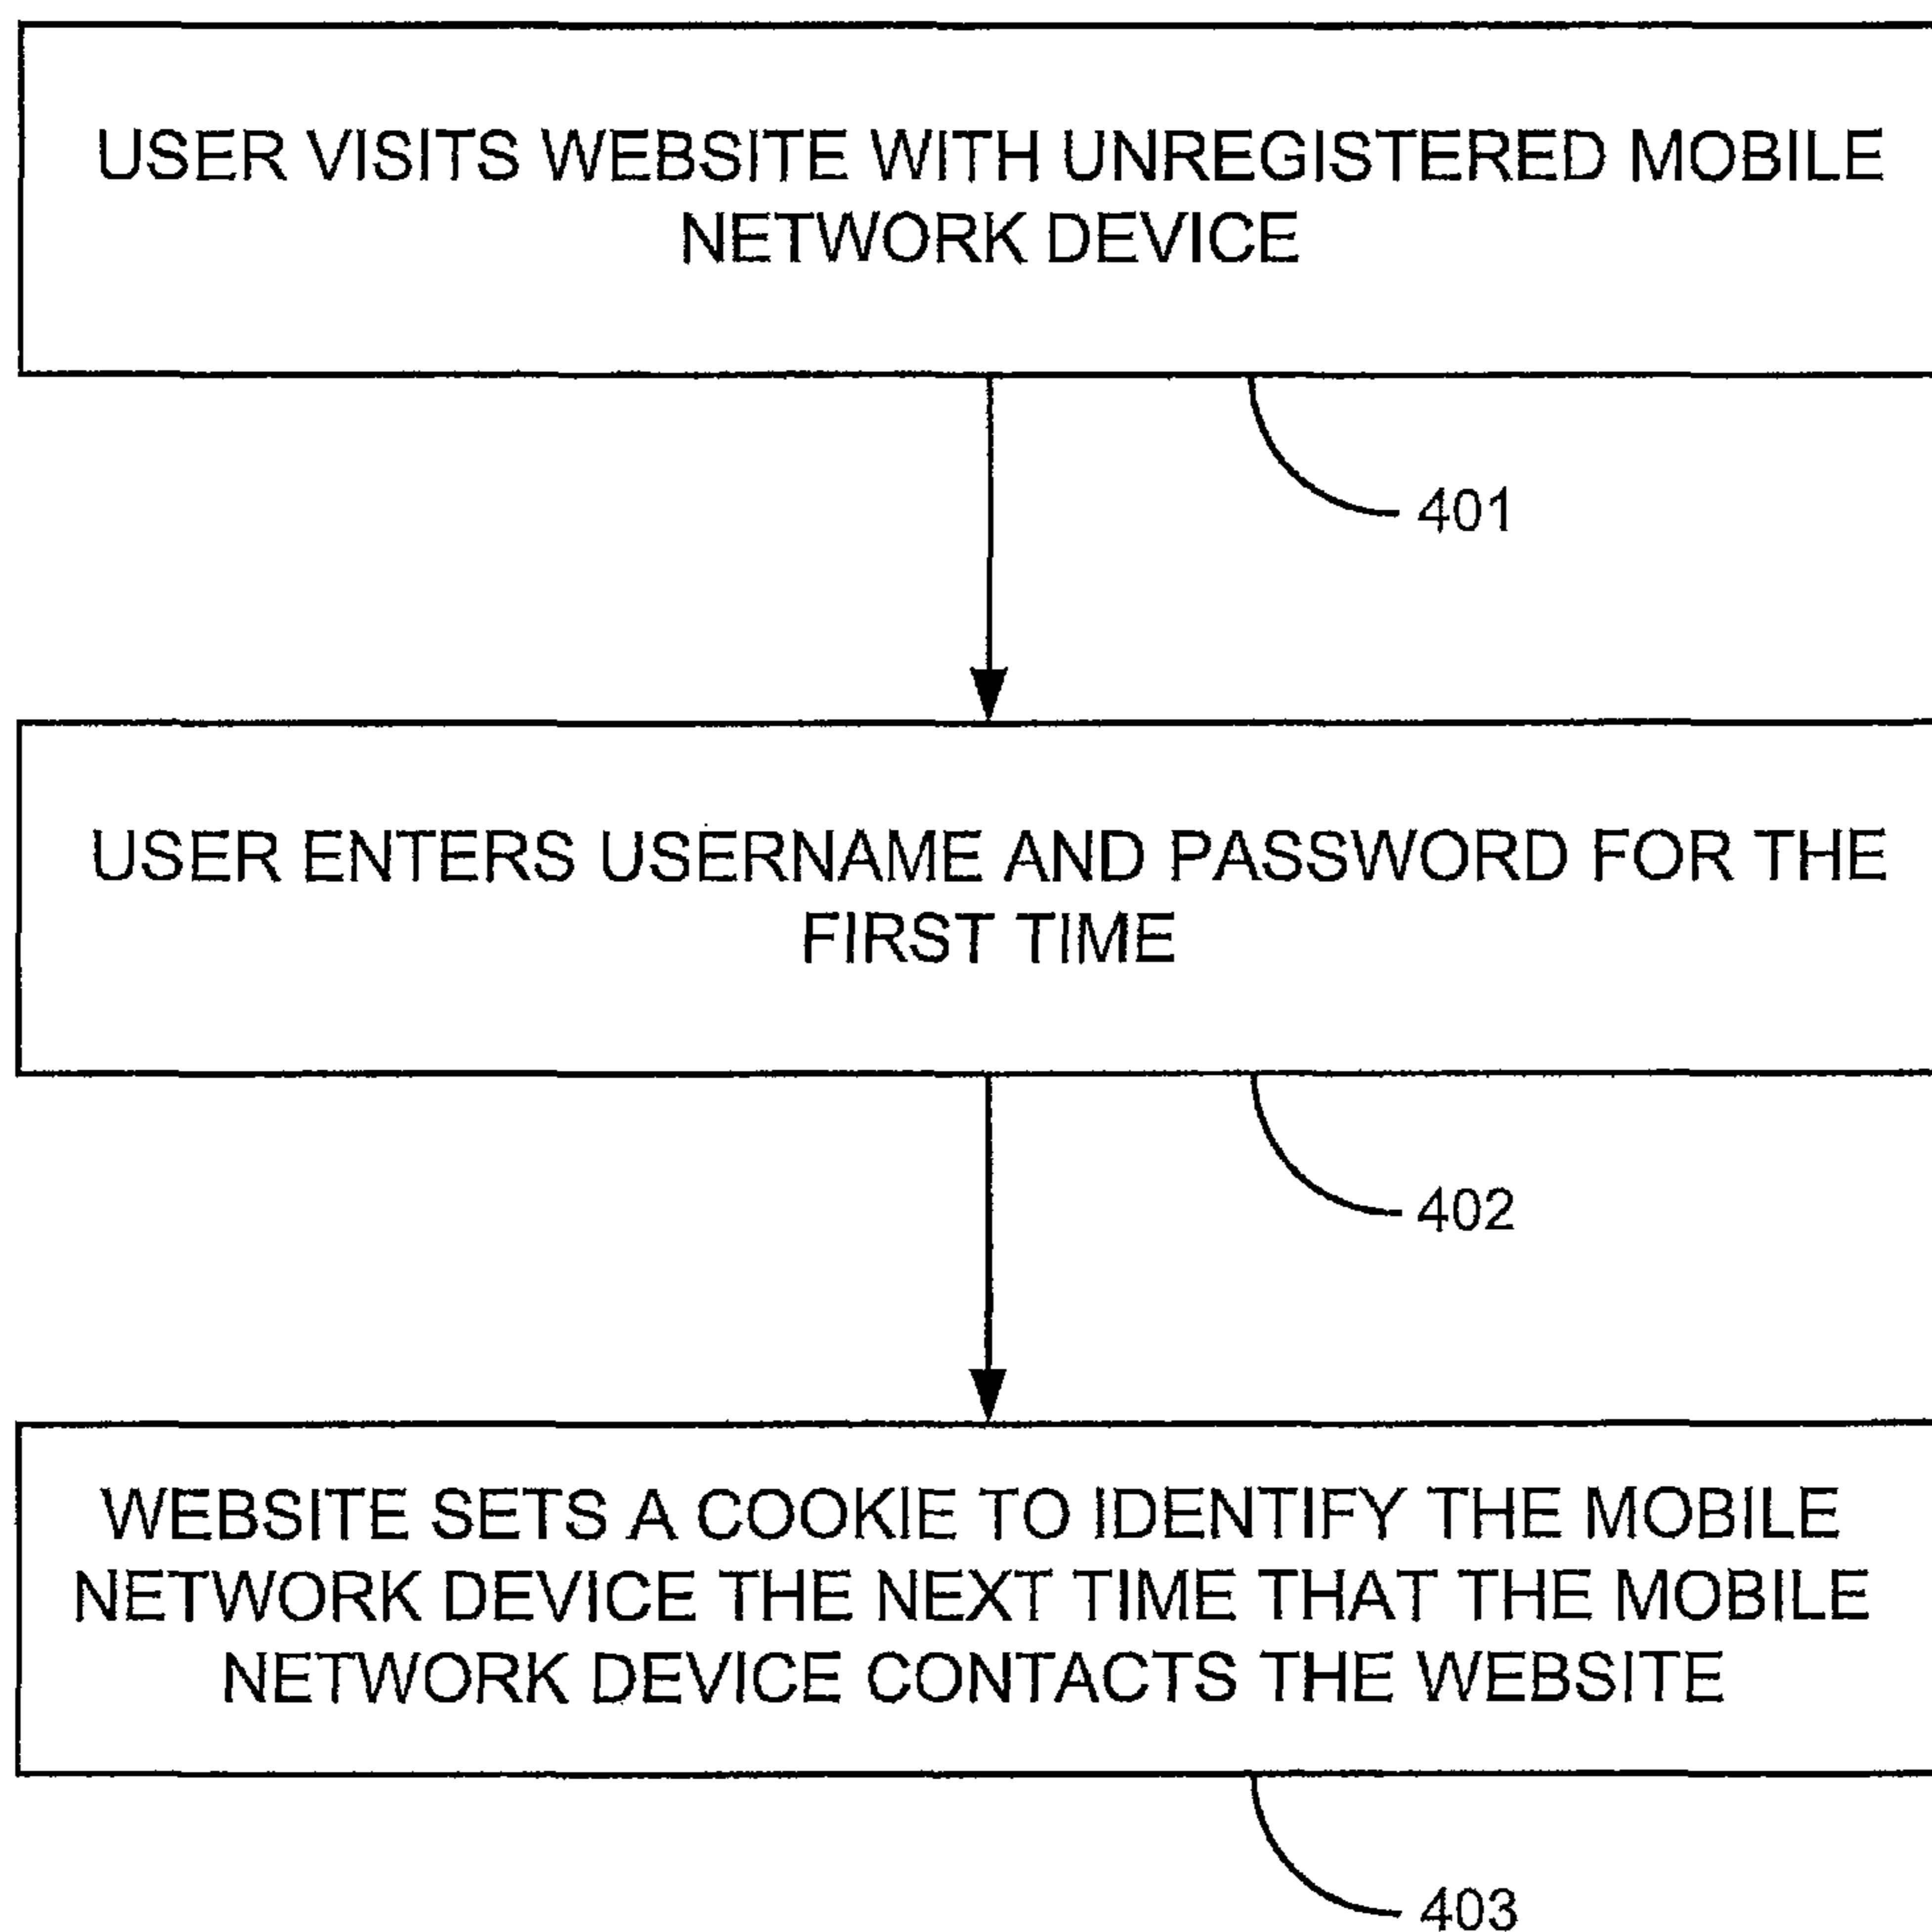 USER VISITS WEBSITE WITH UNREGISTERED MOBILE
NETWORK DEVICE
401
USER ENTERS USERNAME AND PASSWORD FOR THE
FIRST TIME
402
WEBSITE SETS A COOKIE TO IDENTIFY THE MOBILE
NETWORK DEVICE THE NEXT TIME THAT THE MOBILE
NETWORK DEVICE CONTACTS THE WEBSITE
403